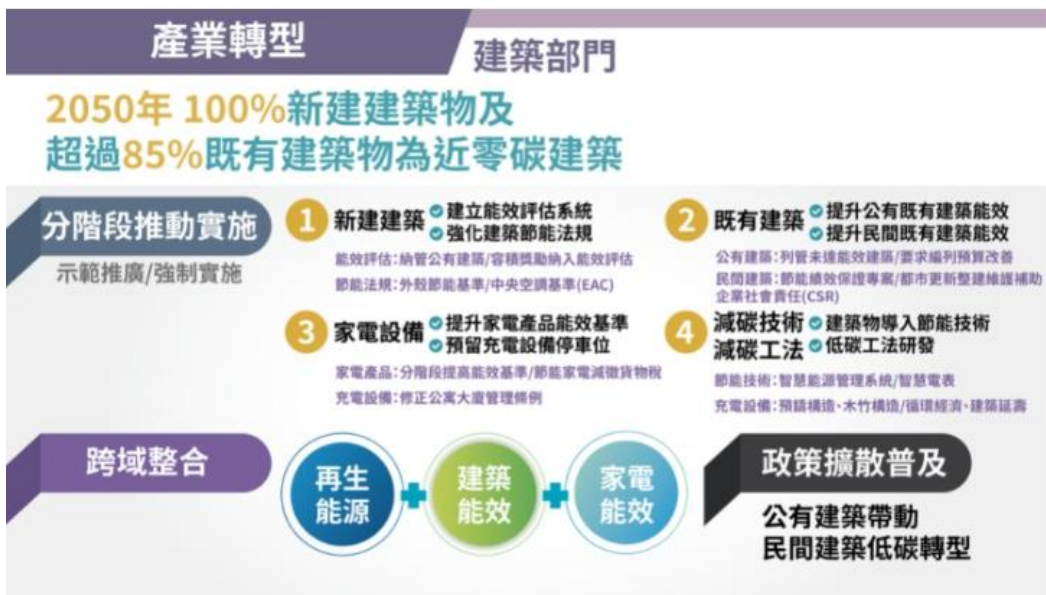 產業轉型
建築部門
2050年 100%新建建築物及
超過85%既有建築物為近零碳建築
分階段推動實施
示範推廣/強制實施
1 新建建築
建立能效評估系統
強化建築節能法規
能效評估:納管公有建築/容積獎勵納入能效評估
節能法規:外殼節能基準/中央空調基準(EAC)
2 既有建築
提升公有既有建築能效
提升民間既有建築能效
公有建築:列管未達能效建築/要求編列預算改善
民間建築:節能績效保證專案/都市更新整建維護補助
企業社會責任(CSR)
3 家電設備
提升家電產品能效基準
預留充電設備停車位
家電產品:分階段提高能效基準/節能家電減徵貨物稅
充電設備:修正公寓大廈管理條例
4 減碳技術
減碳工法
建築物導入節能技術
低碳工法研發
節能技術:智慧能源管理系統/智慧電表
充電設備:預鑄構造、木竹構造/循環經濟、建築延壽
跨域整合
再生
能源
建築
能效
家電
能效
政策擴散普及
公有建築帶動
民間建築低碳轉型